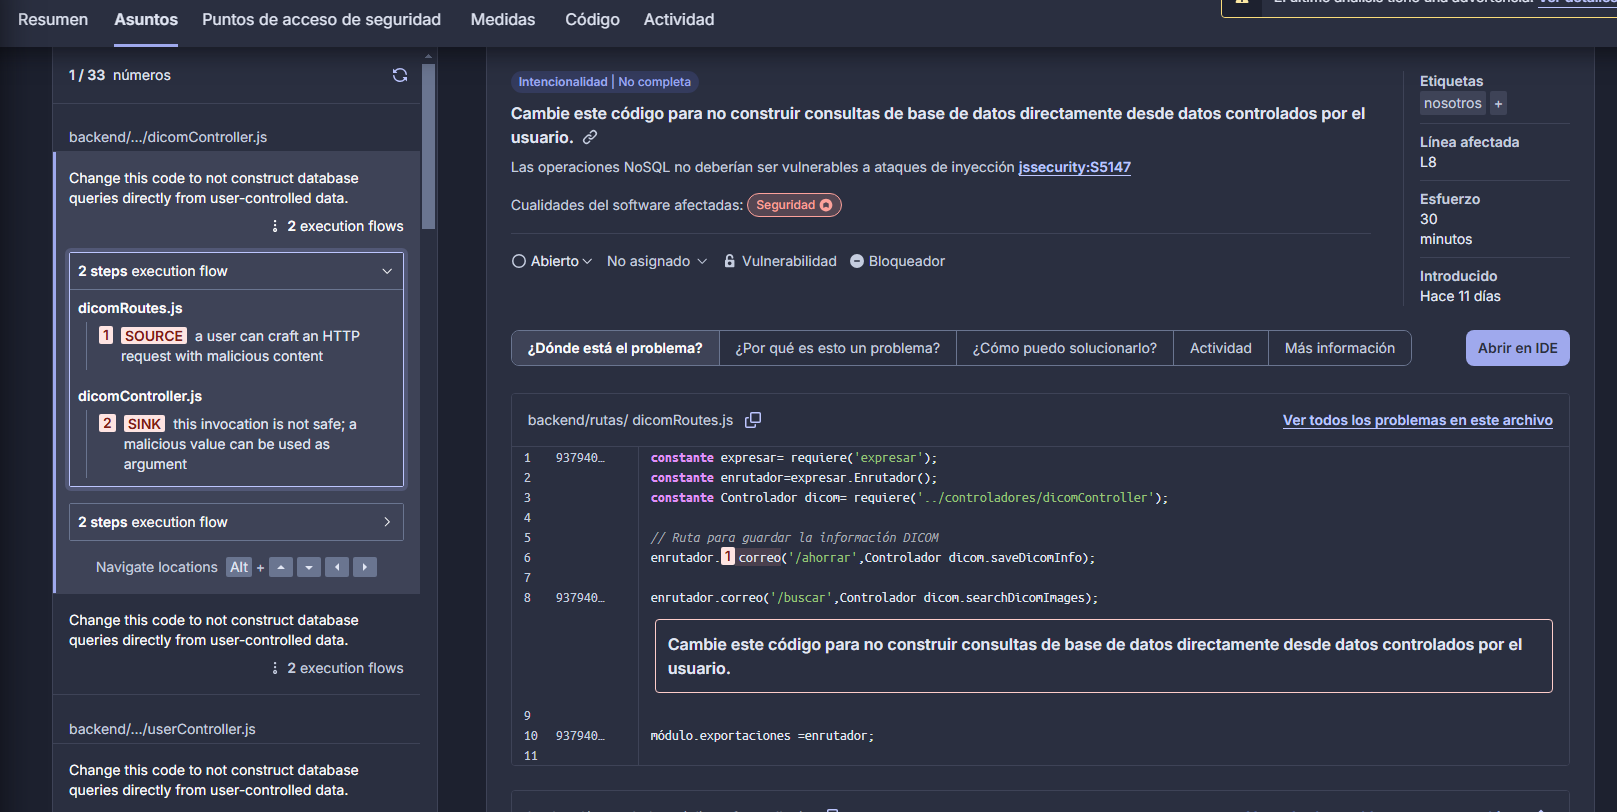 Resumen Asuntos Puntos de acceso de seguridad Medidas Código Actividad
1 / 33 números
backend/.../dicomController.js
Change this code to not construct database
queries directly from user-controlled data.
2 execution flows
2 steps execution flow
dicomRoutes.js
1 SOURCE a user can craft an HTTP
request with malicious content
dicomController.js
2 SINK this invocation is not safe; a
malicious value can be used as
argument
2 steps execution flow
Navigate locations Alt +
Change this code to not construct database
queries directly from user-controlled data.
2 execution flows
backend/.../userController.js
Change this code to not construct database
queries directly from user-controlled data.
Intencionalidad | No completa
Cambie este código para no construir consultas de base de datos directamente desde datos controlados por el
usuario.
Las operaciones NoSQL no deberían ser vulnerables a ataques de inyección jssecurity:S5147
Cualidades del software afectadas: Seguridad
Abierto No asignado Vulnerabilidad Bloqueador
Etiquetas
nosotros +
Línea afectada
L8
Esfuerzo
30
minutos
Introducido
Hace 11 días
¿Dónde está el problema? ¿Por qué es esto un problema? ¿Cómo puedo solucionarlo? Actividad Más información
Abrir en IDE
backend/rutas/ dicomRoutes.js
Ver todos los problemas en este archivo
1 937940… constante expresar= requiere('expresar');
2 constante enrutador=expresar.Enrutador();
3 constante Controlador dicom= requiere('../controladores/dicomController');
4
5 // Ruta para guardar la información DICOM
6 enrutador.1 correo('/ahorrar',Controlador dicom.saveDicomInfo);
7
8 937940… enrutador.correo('/buscar',Controlador dicom.searchDicomImages);
Cambie este código para no construir consultas de base de datos directamente desde datos controlados por el
usuario.
9
10 937940… módulo.exportaciones =enrutador;
11